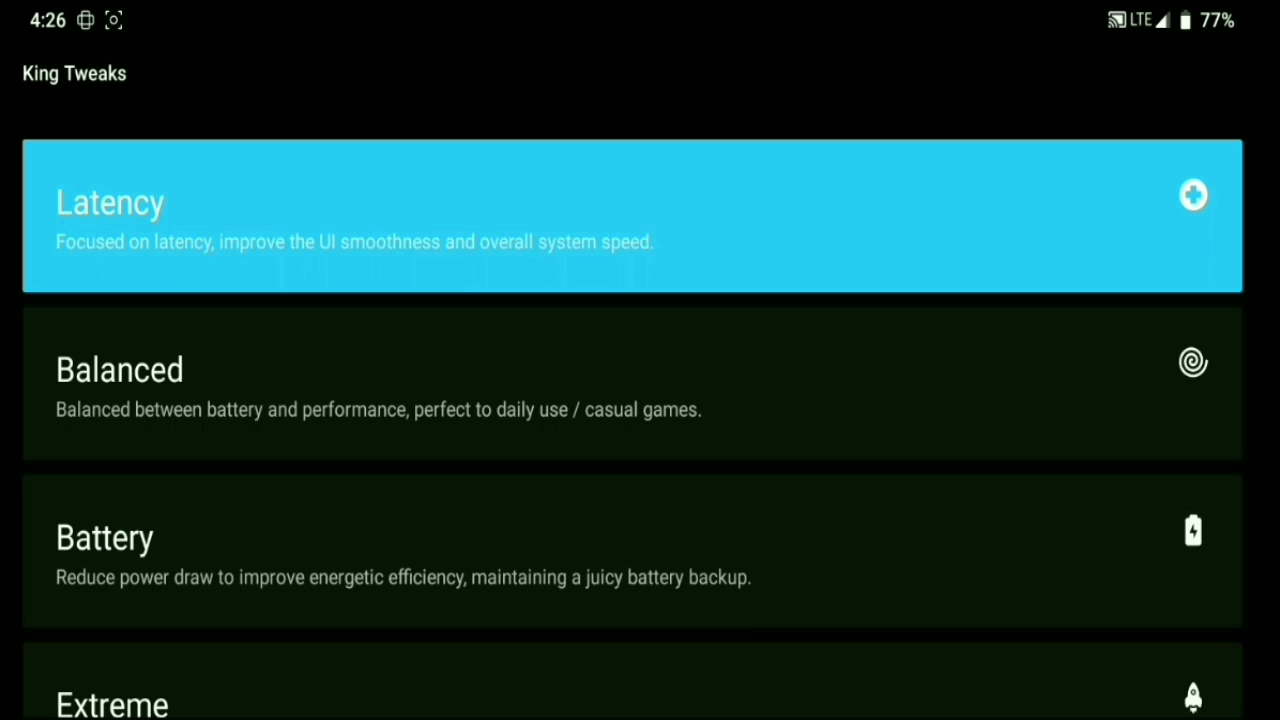 4:26 LTE 77%
King Tweaks
Latency
Focused on latency, improve the UI smoothness and overall system speed.
Balanced
Balanced between battery and performance, perfect to daily use / casual games.
Battery
Reduce power draw to improve energetic efficiency, maintaining a juicy battery backup.
Extreme